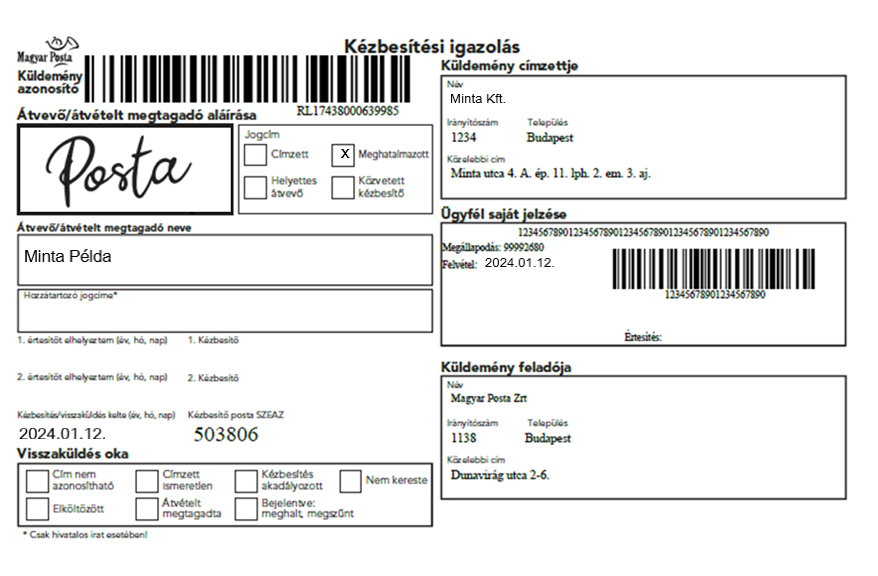 Kézbesítési igazolás
Magyar Posta
Küldemény
azonosító
RL17438000639985
Átvevő/átvételt megtagadó aláírása
Posta
Jogcím
Címzett
X Meghatalmazott
Helyettes
átvevő
Közvetett
kézbesítő
Átvevő/átvételt megtagadó neve
Minta Példa
Hozzátartozó jogcíme*
1. értesítőt elhelyeztem (év, hó, nap) 1. Kézbesítő
2. értesítőt elhelyeztem (év, hó, nap) 2. Kézbesítő
Kézbesítés/visszaküldés kelte (év, hó, nap) Kézbesítő posta SZEAZ
2024.01.12. 503806
Visszaküldés oka
Cím nem
azonosítható
Címzett
ismeretlen
Kézbesítés
akadályozott
Nem kereste
Elköltözött
Átvételt
megtagadta
Bejelentve:
meghalt, megszűnt
* Csak hivatalos irat esetében!
Küldemény címzettje
Név
Minta Kft.
Irányítószám Település
1234 Budapest
Közelebbi cím
Minta utca 4. A. ép. 11. lph. 2. em. 3. aj.
Ügyfél saját jelzése
12345678901234567890123456789012345678901234567890
Megállapodás: 99992680
Felvétel: 2024.01.12.
12345678901234567890
Értesítés:
Küldemény feladója
Név
Magyar Posta Zrt
Irányítószám Település
1138 Budapest
Közelebbi cím
Dunavirág utca 2-6.